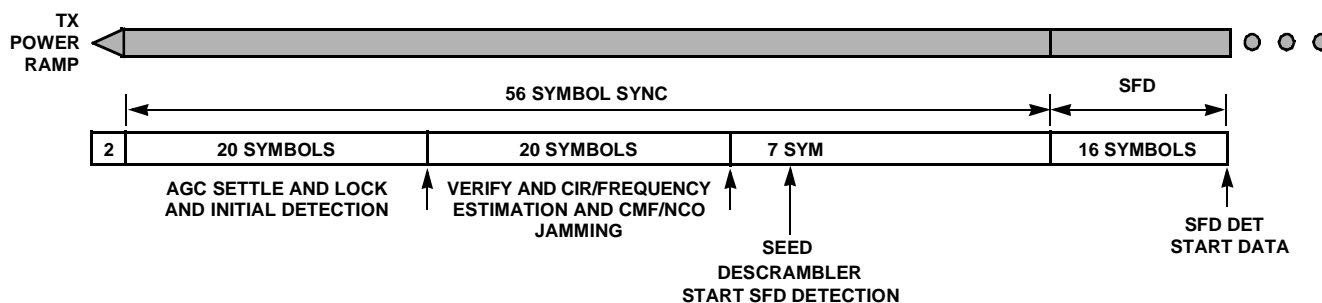 TX
POWER
RAMP
56 SYMBOL SYNC
SFD
2
20 SYMBOLS
20 SYMBOLS
7 SYM
16 SYMBOLS
AGC SETTLE AND LOCK
AND INITIAL DETECTION
VERIFY AND CIR/FREQUENCY
ESTIMATION AND CMF/NCO
JAMMING
SEED
DESCRAMBLER
START SFD DETECTION
SFD DET
START DATA